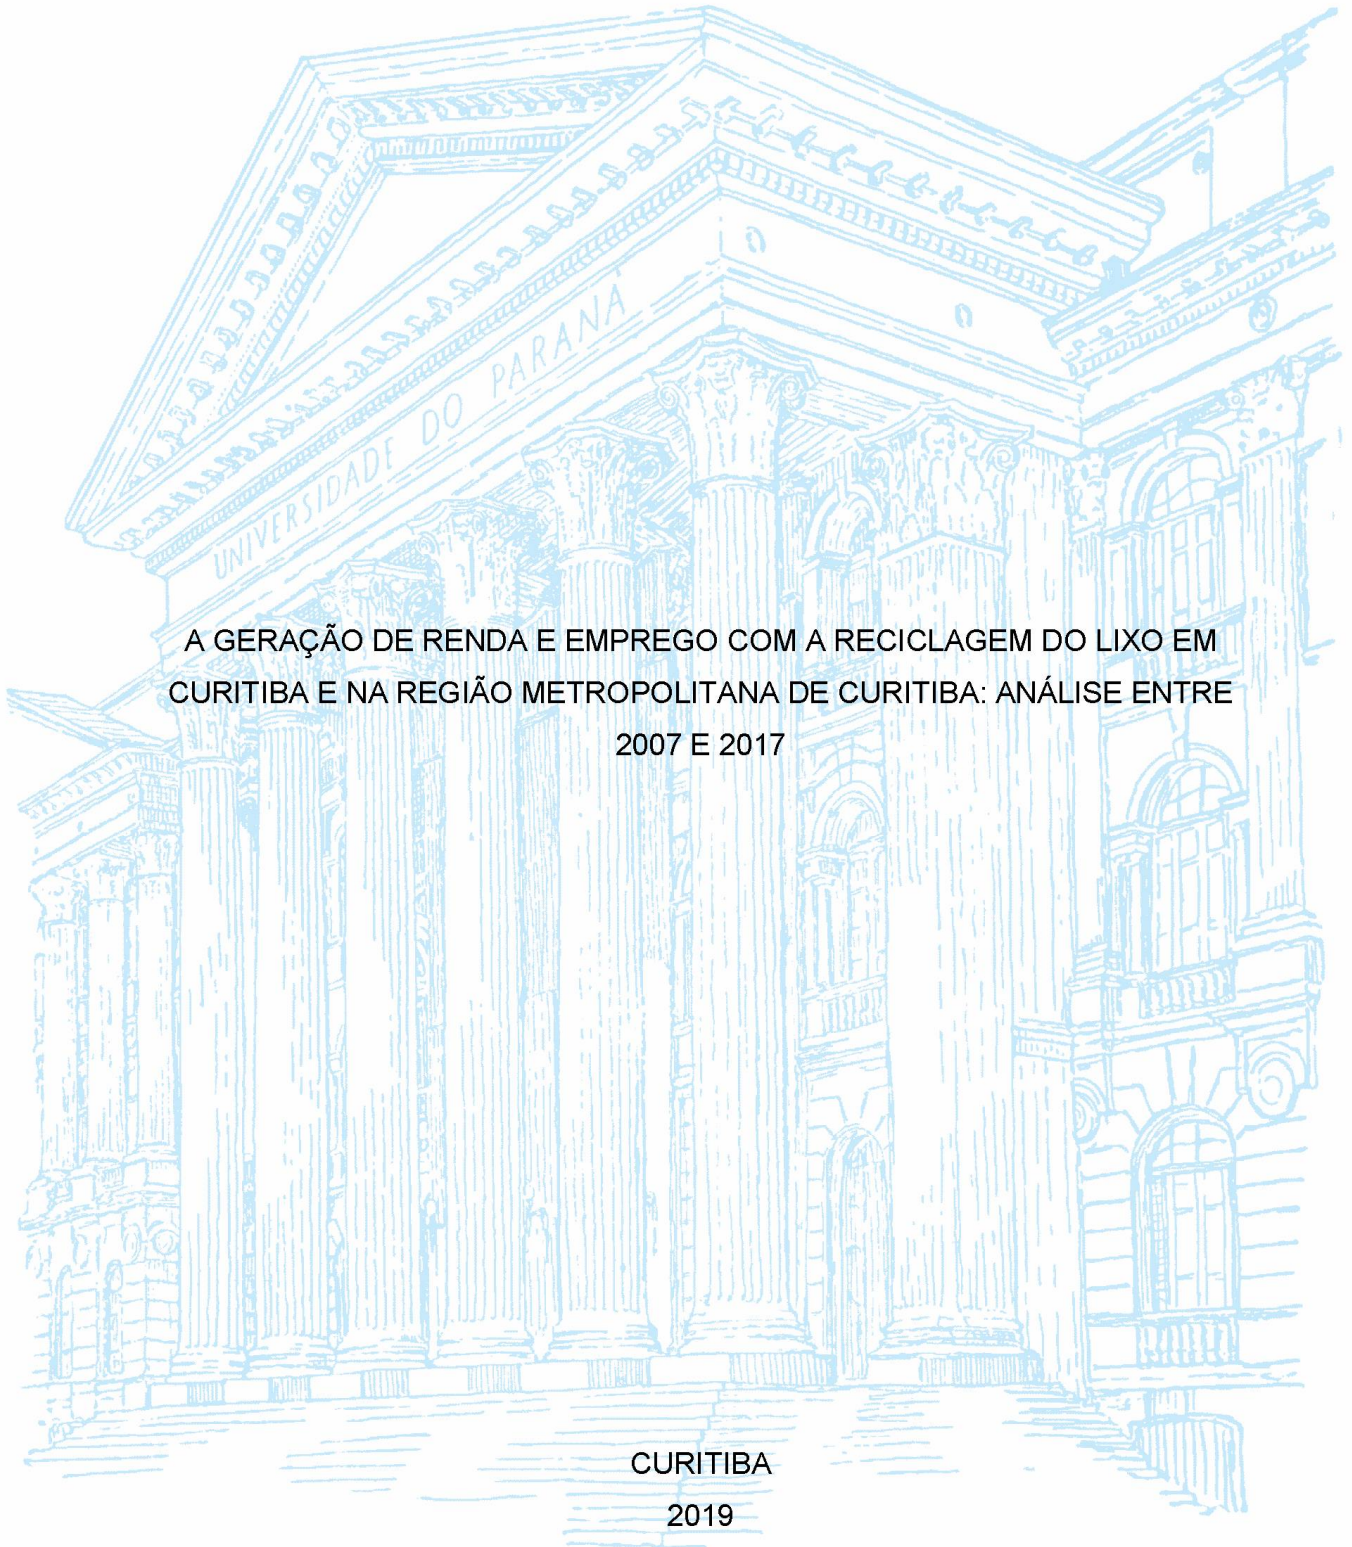 UNIVERSIDADE DO PARANÁ
A GERAÇÃO DE RENDA E EMPREGO COM A RECICLAGEM DO LIXO EM
CURITIBA E NA REGIÃO METROPOLITANA DE CURITIBA: ANÁLISE ENTRE
2007 E 2017
CURITIBA
2019